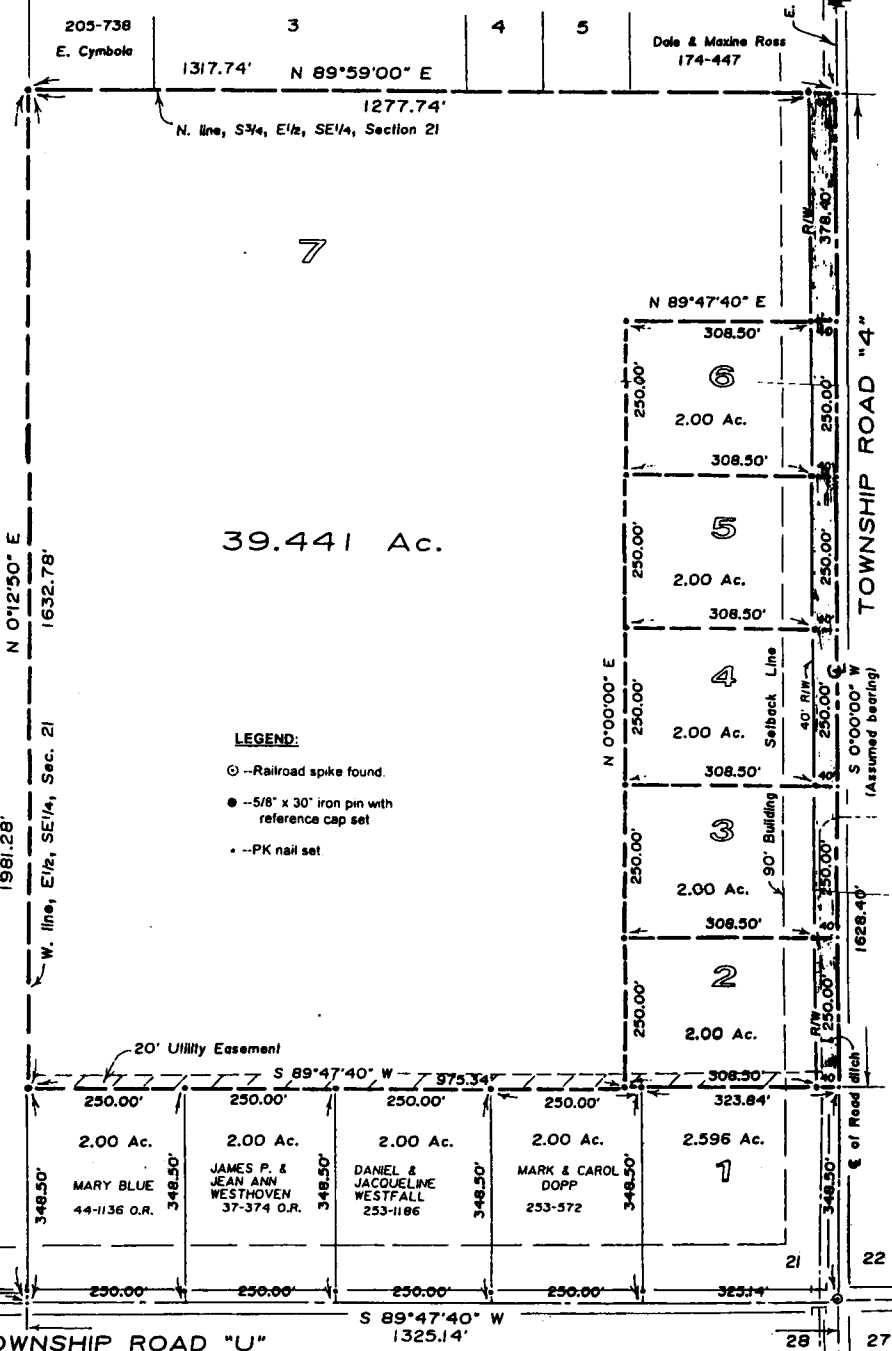 205-738
E. Cymbola
3
4
5
Dale & Maxine Ross
174-447
E.
1317.74' N 89°59'00" E
1277.74'
N. line, S3/4, E1/2, SE1/4, Section 21
7
R/W
378.40'
N 89°47'40" E
308.50'
40'
6
2.00 Ac.
250.00'
250.00'
308.50'
5
2.00 Ac.
250.00'
250.00'
308.50'
4
2.00 Ac.
250.00'
250.00'
308.50'
40'
3
2.00 Ac.
250.00'
250.00'
308.50'
40'
2
2.00 Ac.
250.00'
250.00'
308.50'
40'
39.441 Ac.
N 0°12'50" E
1632.78'
1981.28'
W. line, E1/2, SE1/4, Sec. 21
N 0°00'00" E
90' Building Setback Line
40' R/W
R/W
TOWNSHIP ROAD "4"
S 0°00'00" W
(Assumed bearing)
1628.40'
℄ of Road ditch
LEGEND:
⊙ --Railroad spike found.
● --5/8" x 30" iron pin with
reference cap set
• --PK nail set
20' Utility Easement
S 89°47'40" W
975.34'
250.00'
250.00'
250.00'
250.00'
323.84'
2.00 Ac.
MARY BLUE
44-1136 O.R.
348.50'
2.00 Ac.
JAMES P. &
JEAN ANN
WESTHOVEN
37-374 O.R.
348.50'
2.00 Ac.
DANIEL &
JACQUELINE
WESTFALL
253-1186
348.50'
2.00 Ac.
MARK & CAROL
DOPP
253-572
348.50'
2.596 Ac.
1
348.50'
348.50'
250.00'
250.00'
250.00'
250.00'
325.14'
21
22
S 89°47'40" W
1325.14'
OWNSHIP ROAD "U"
28
27